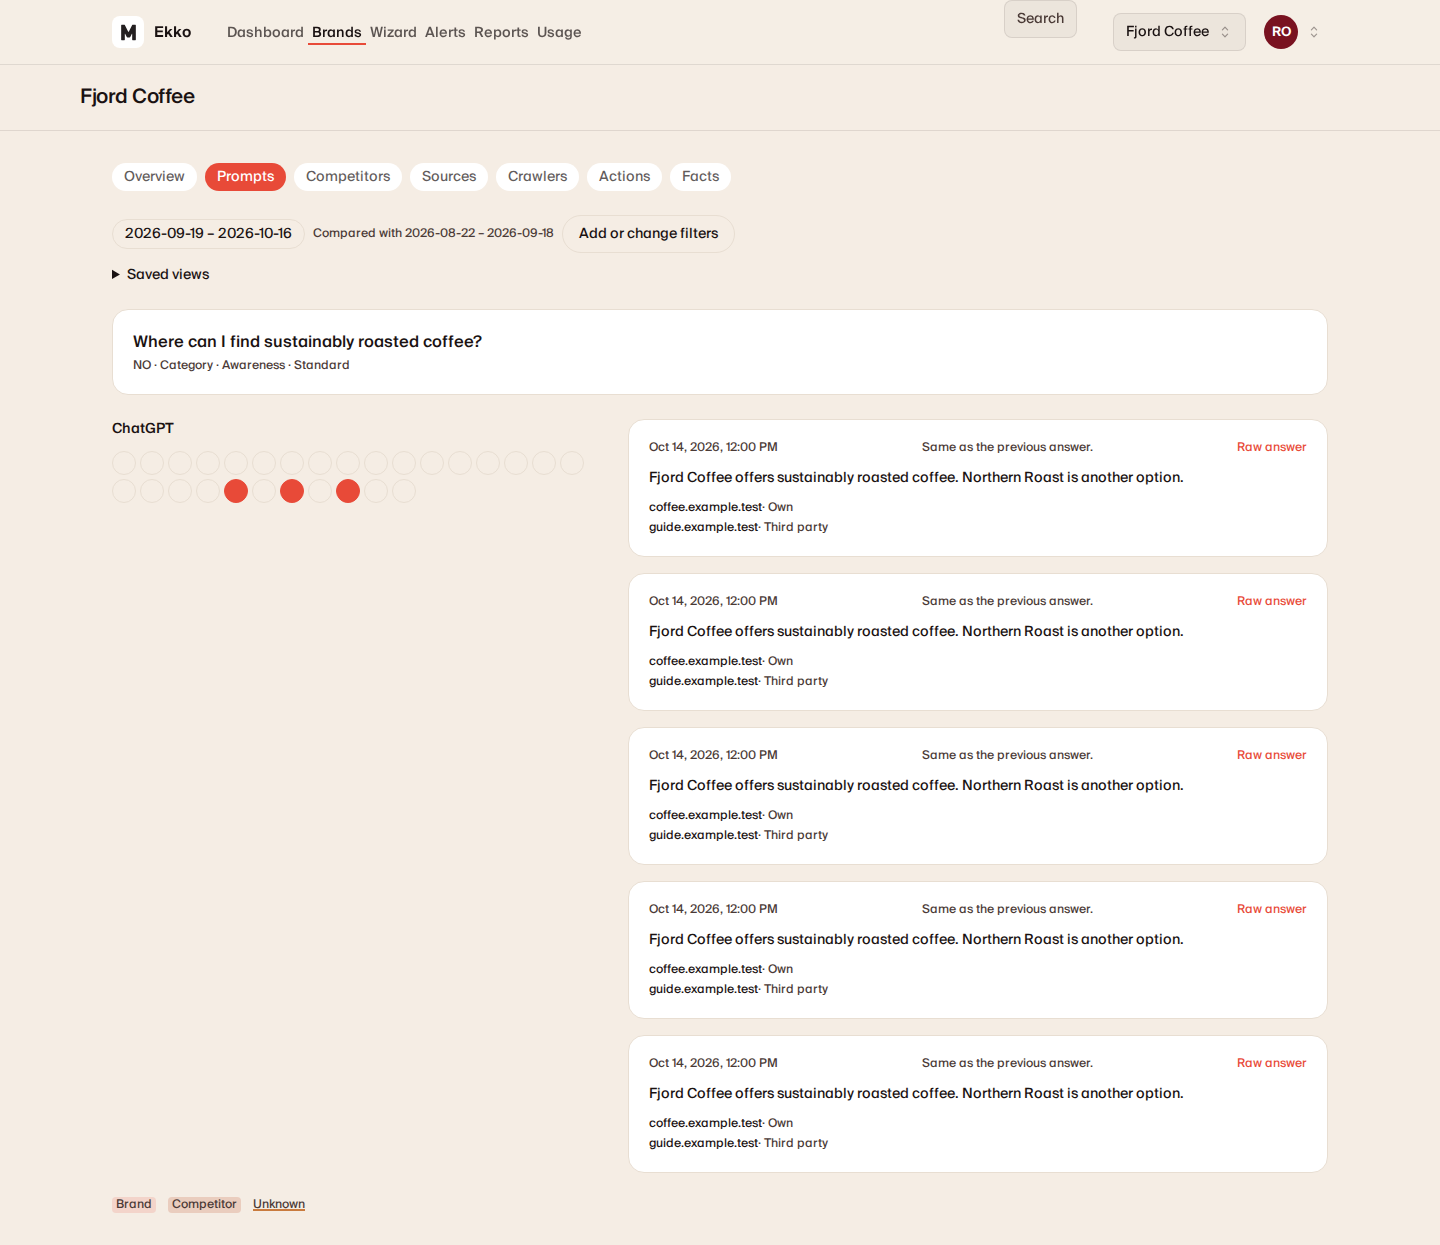 M Ekko Dashboard Brands Wizard Alerts Reports Usage Search Fjord Coffee RO
Fjord Coffee
Overview Prompts Competitors Sources Crawlers Actions Facts
2026-09-19 – 2026-10-16 Compared with 2026-08-22 – 2026-09-18 Add or change filters
Saved views
Where can I find sustainably roasted coffee?
NO · Category · Awareness · Standard
ChatGPT
Oct 14, 2026, 12:00 PM Same as the previous answer. Raw answer
Fjord Coffee offers sustainably roasted coffee. Northern Roast is another option.
coffee.example.test· Own
guide.example.test· Third party
Oct 14, 2026, 12:00 PM Same as the previous answer. Raw answer
Fjord Coffee offers sustainably roasted coffee. Northern Roast is another option.
coffee.example.test· Own
guide.example.test· Third party
Oct 14, 2026, 12:00 PM Same as the previous answer. Raw answer
Fjord Coffee offers sustainably roasted coffee. Northern Roast is another option.
coffee.example.test· Own
guide.example.test· Third party
Oct 14, 2026, 12:00 PM Same as the previous answer. Raw answer
Fjord Coffee offers sustainably roasted coffee. Northern Roast is another option.
coffee.example.test· Own
guide.example.test· Third party
Oct 14, 2026, 12:00 PM Same as the previous answer. Raw answer
Fjord Coffee offers sustainably roasted coffee. Northern Roast is another option.
coffee.example.test· Own
guide.example.test· Third party
Brand Competitor Unknown